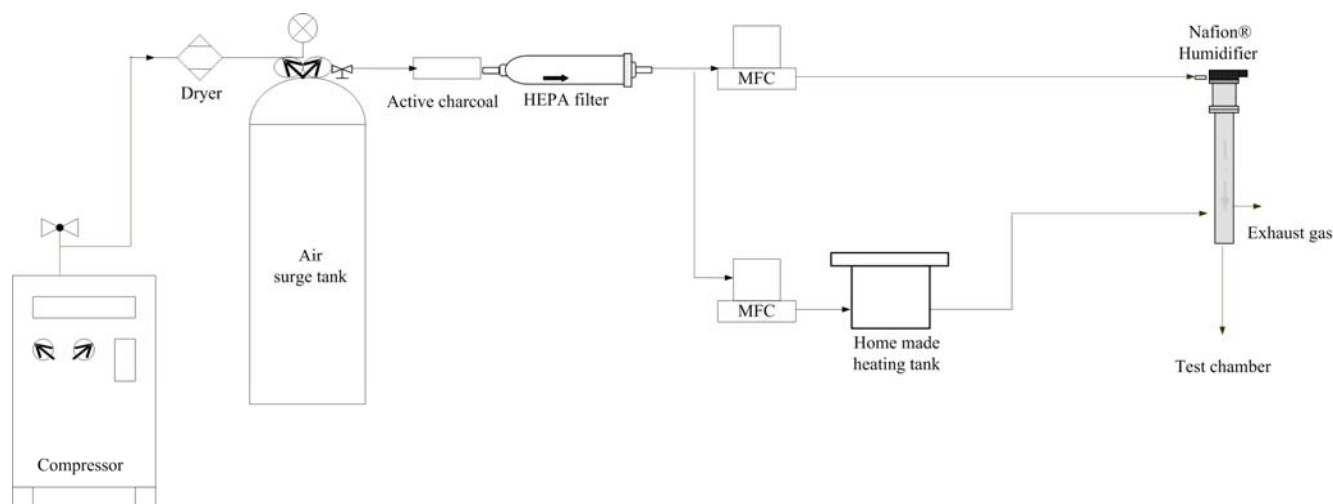 Dryer
Air
surge tank
Compressor
Active charcoal
HEPA filter
MFC
MFC
Home made
heating tank
Nafion®
Humidifier
Exhaust gas
Test chamber